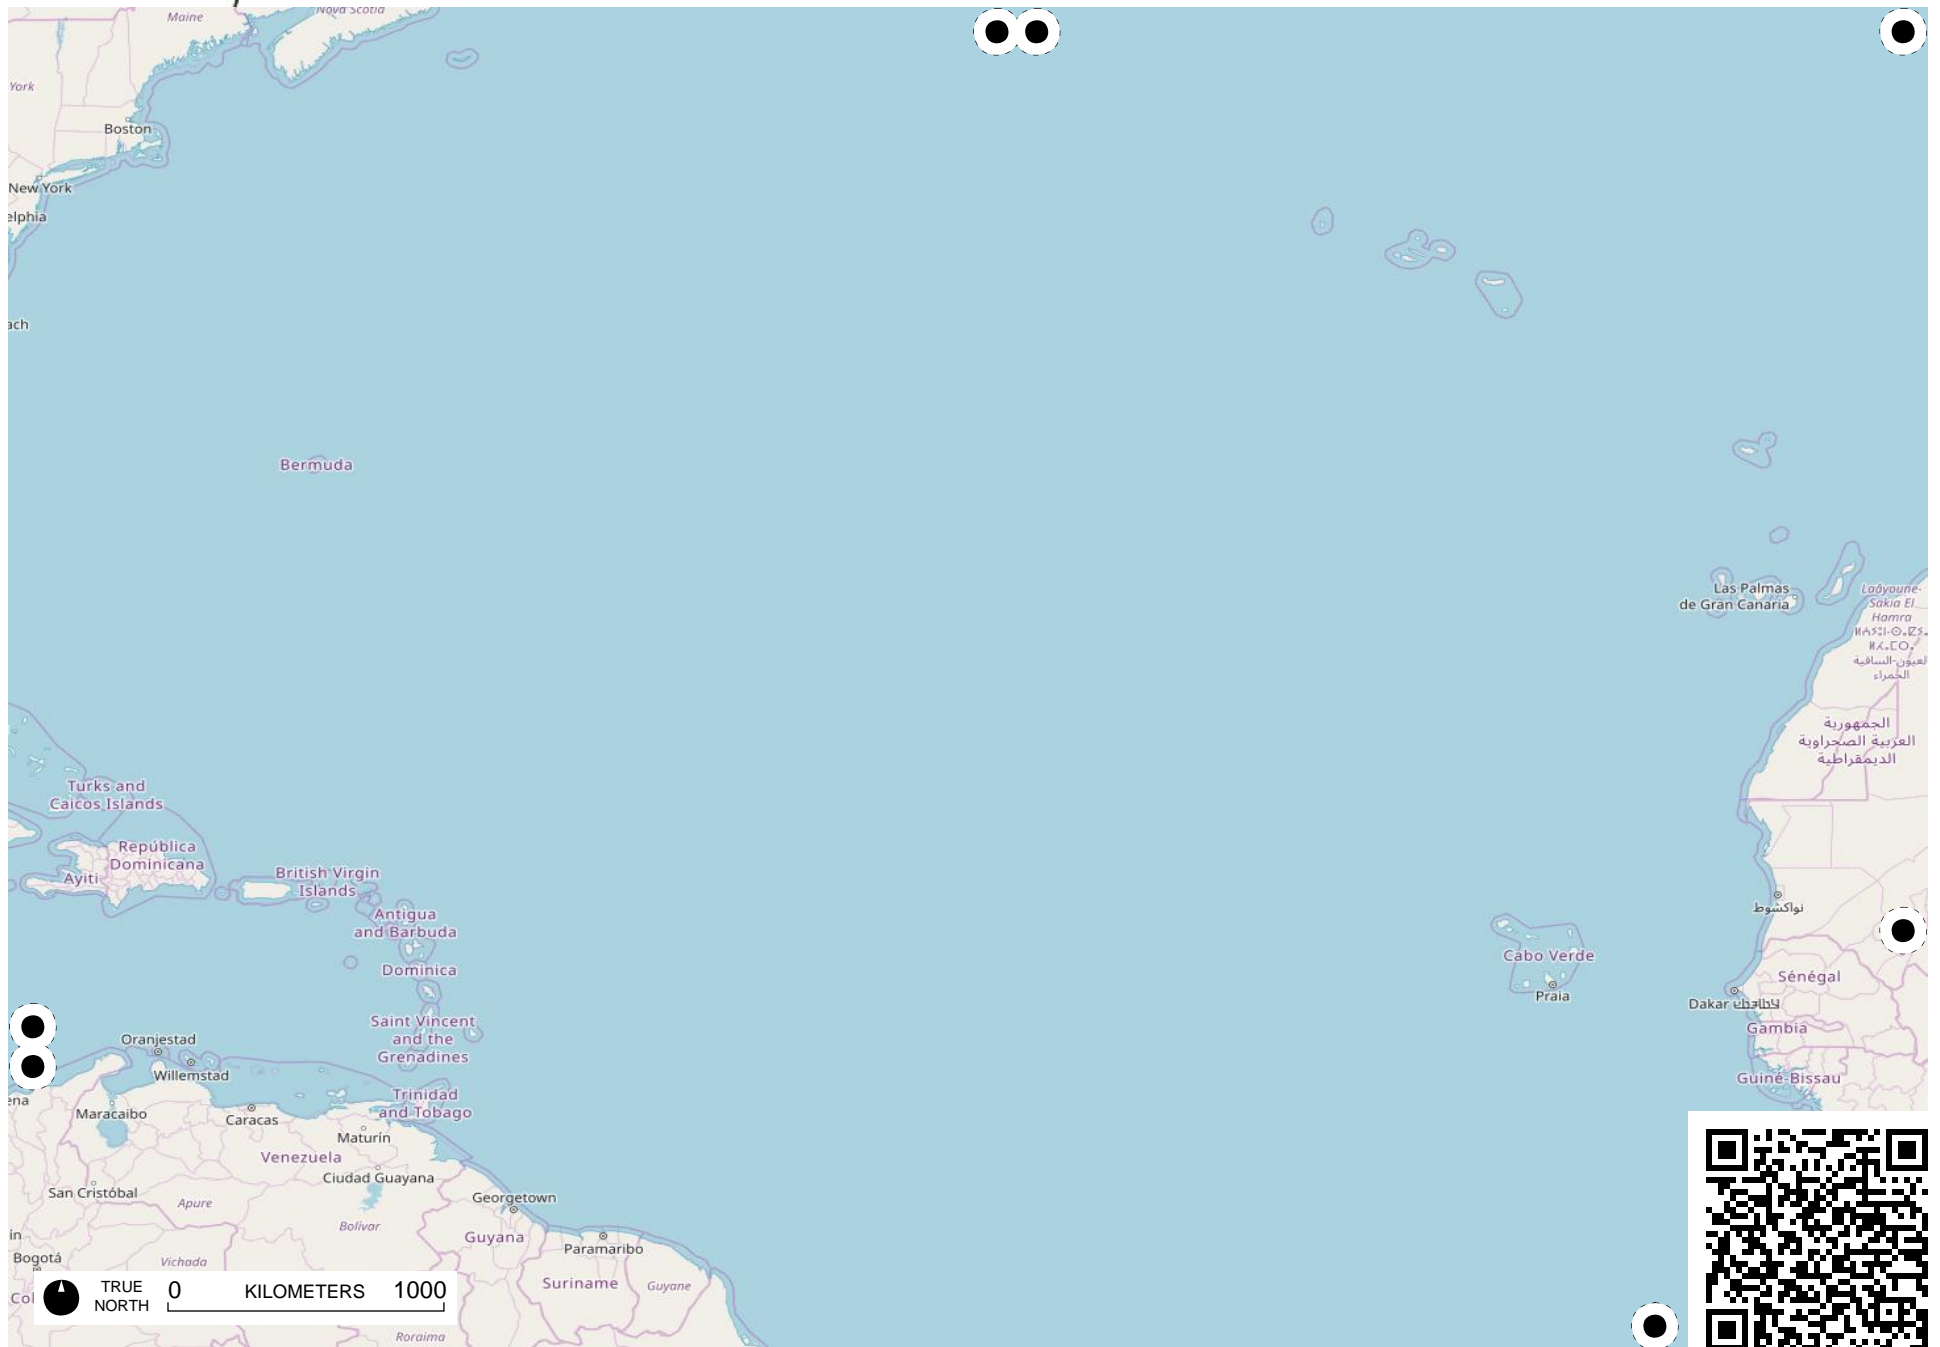 Maine
Nova Scotia
York
Boston
New York
elphia
ach
Bermuda
Las Palmas
de Gran Canaria
Laâyoune-
Sakia El
Hamra
العيون-الساقية
الحمراء
الجمهورية
العربية الصحراوية
الديمقراطية
Turks and
Caicos Islands
República
Dominicana
Ayiti
British Virgin
Islands
Antigua
and Barbuda
نواكشوط
Dominica
Cabo Verde
Praia
Sénégal
Dakar
Saint Vincent
and the
Grenadines
Gambia
Oranjestad
Willemstad
Guiné-Bissau
Trinidad
and Tobago
ena
Maracaibo
Caracas
Maturín
Venezuela
Ciudad Guayana
San Cristóbal
Apure
Georgetown
Bolívar
Guyana
Paramaribo
in
Bogotá
Vichada
Suriname
Guyane
Col
TRUE
NORTH
0 KILOMETERS 1000
Roraima